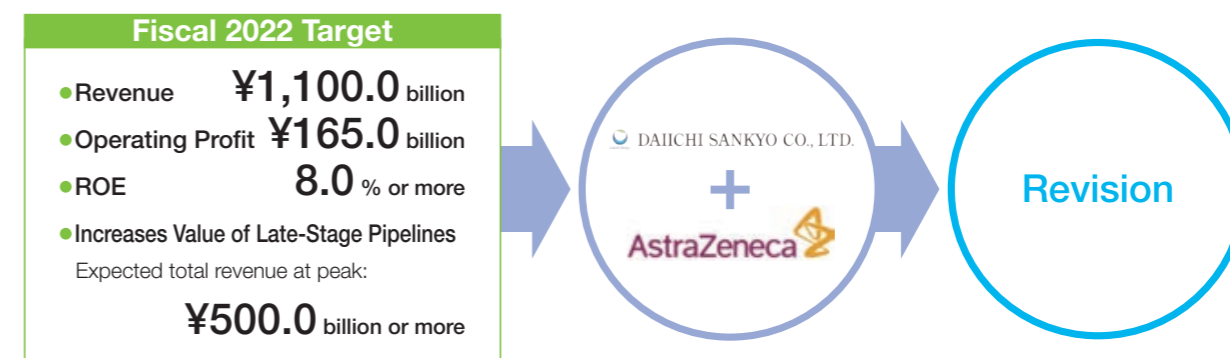 Fiscal 2022 Target
●Revenue ¥1,100.0 billion
●Operating Profit ¥165.0 billion
●ROE 8.0 % or more
●Increases Value of Late-Stage Pipelines
Expected total revenue at peak:
¥500.0 billion or more
DAIICHI SANKYO CO., LTD.
+
AstraZeneca
Revision